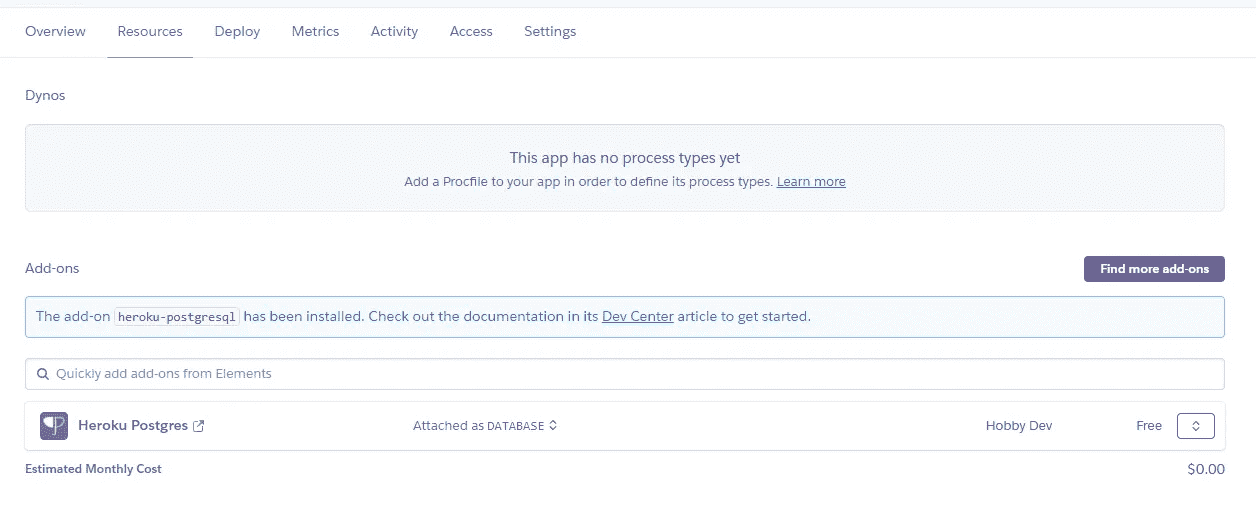 Overview Resources Deploy Metrics Activity Access Settings
Dynos
This app has no process types yet
Add a Procfile to your app in order to define its process types. Learn more
Add-ons
Find more add-ons
The add-on heroku-postgresql has been installed. Check out the documentation in its Dev Center article to get started.
Quickly add add-ons from Elements
Heroku Postgres Attached as DATABASE Hobby Dev Free
Estimated Monthly Cost $0.00